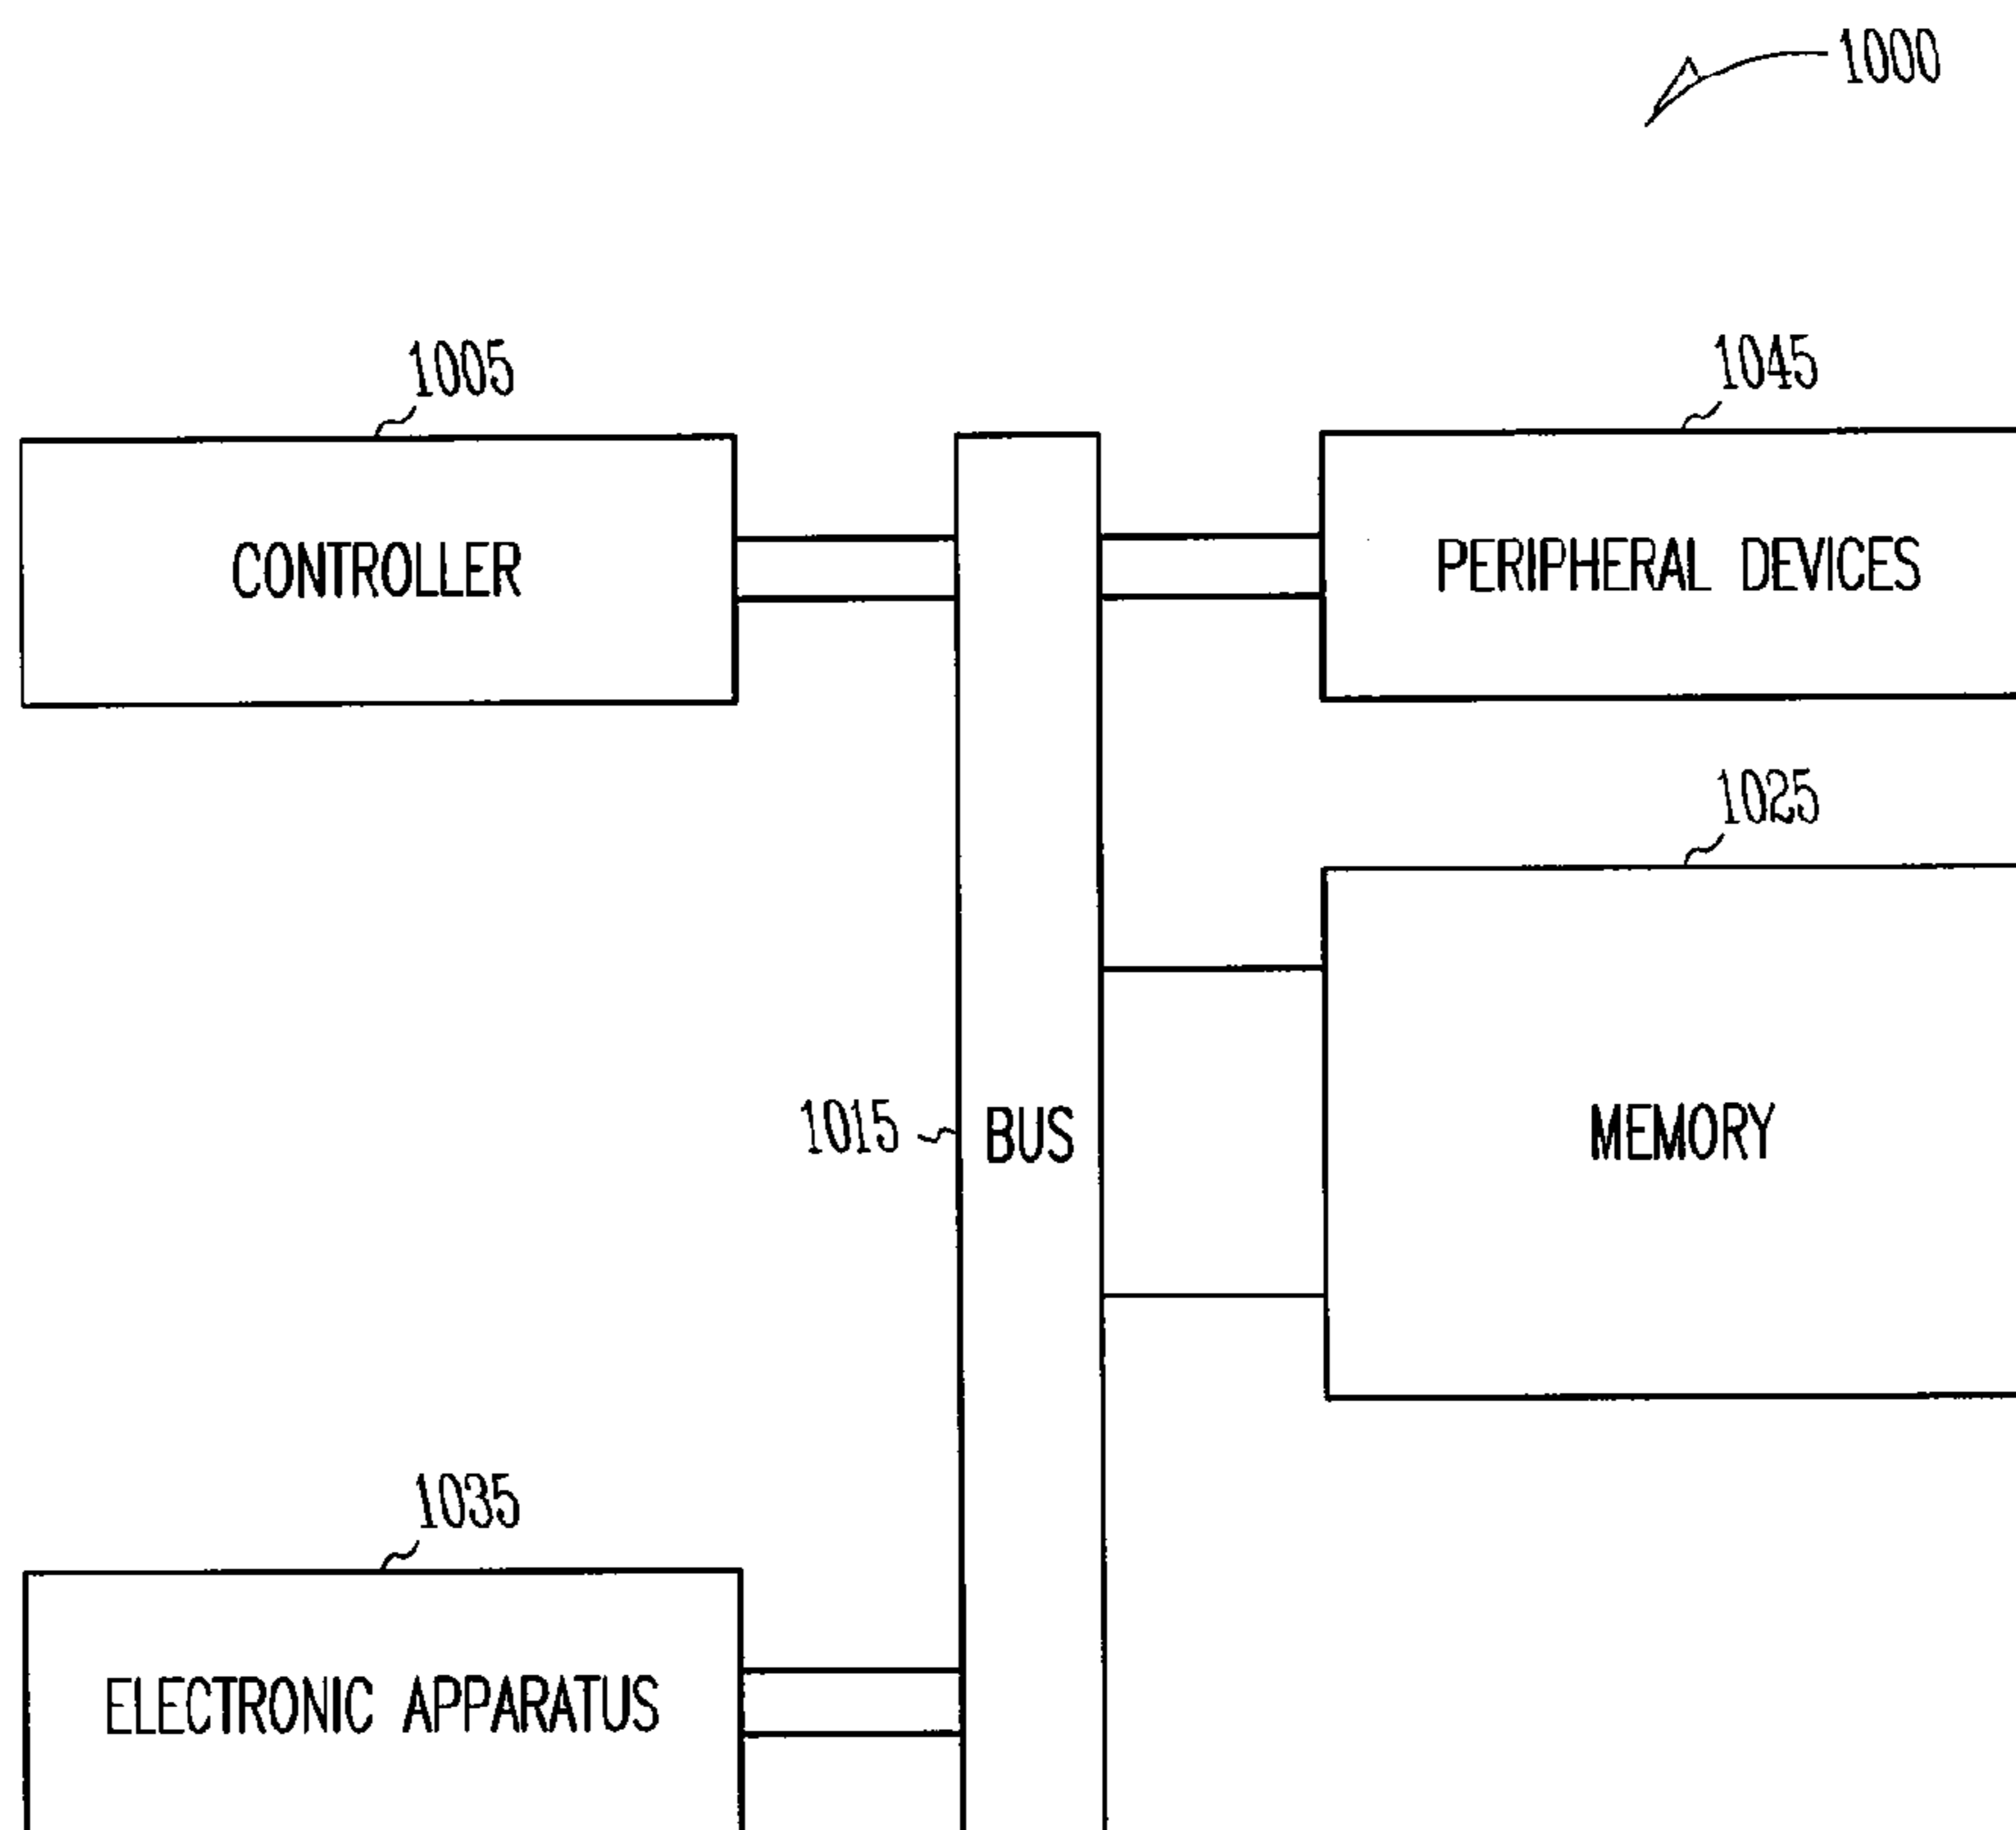 1000
1005
1045
CONTROLLER
PERIPHERAL DEVICES
1025
1015
BUS
MEMORY
1035
ELECTRONIC APPARATUS